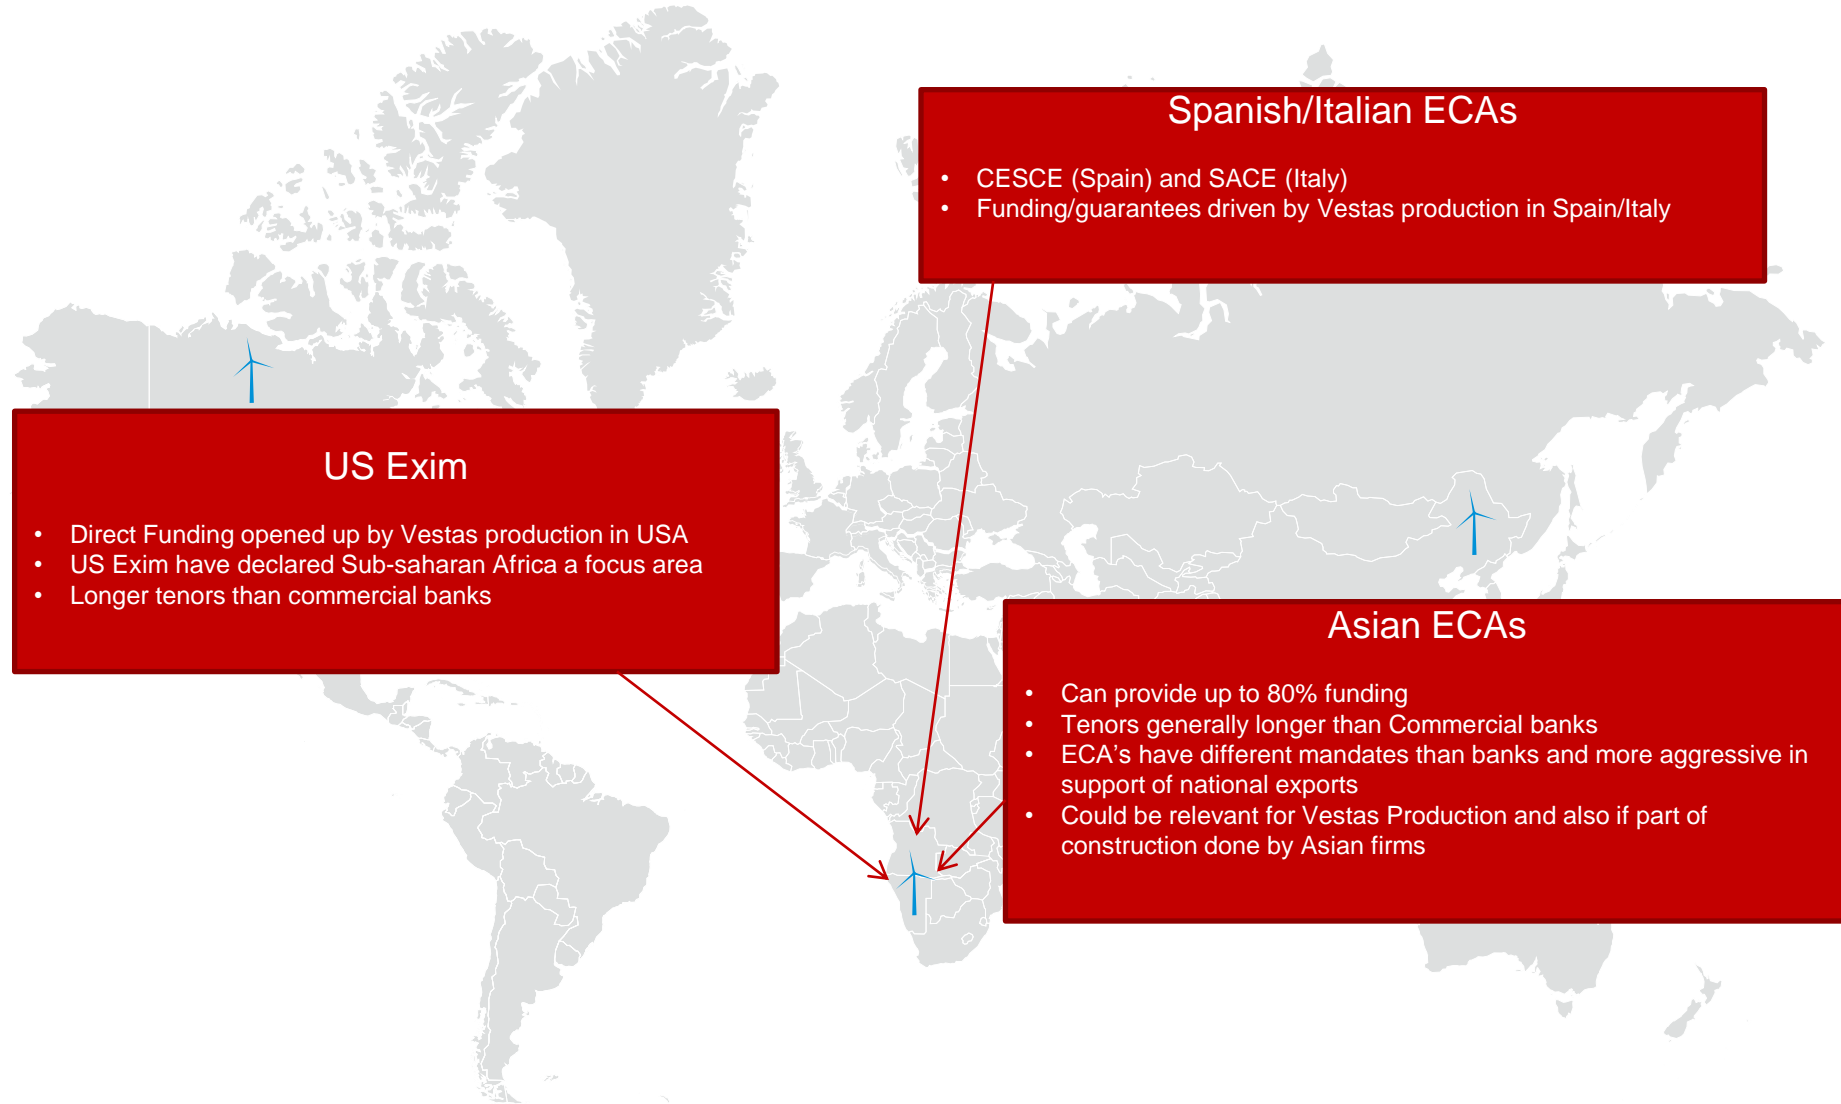 Spanish/Italian ECAs
• CESCE (Spain) and SACE (Italy)
• Funding/guarantees driven by Vestas production in Spain/Italy
US Exim
• Direct Funding opened up by Vestas production in USA
• US Exim have declared Sub-saharan Africa a focus area
• Longer tenors than commercial banks
Asian ECAs
• Can provide up to 80% funding
• Tenors generally longer than Commercial banks
• ECA's have different mandates than banks and more aggressive in
support of national exports
• Could be relevant for Vestas Production and also if part of
construction done by Asian firms